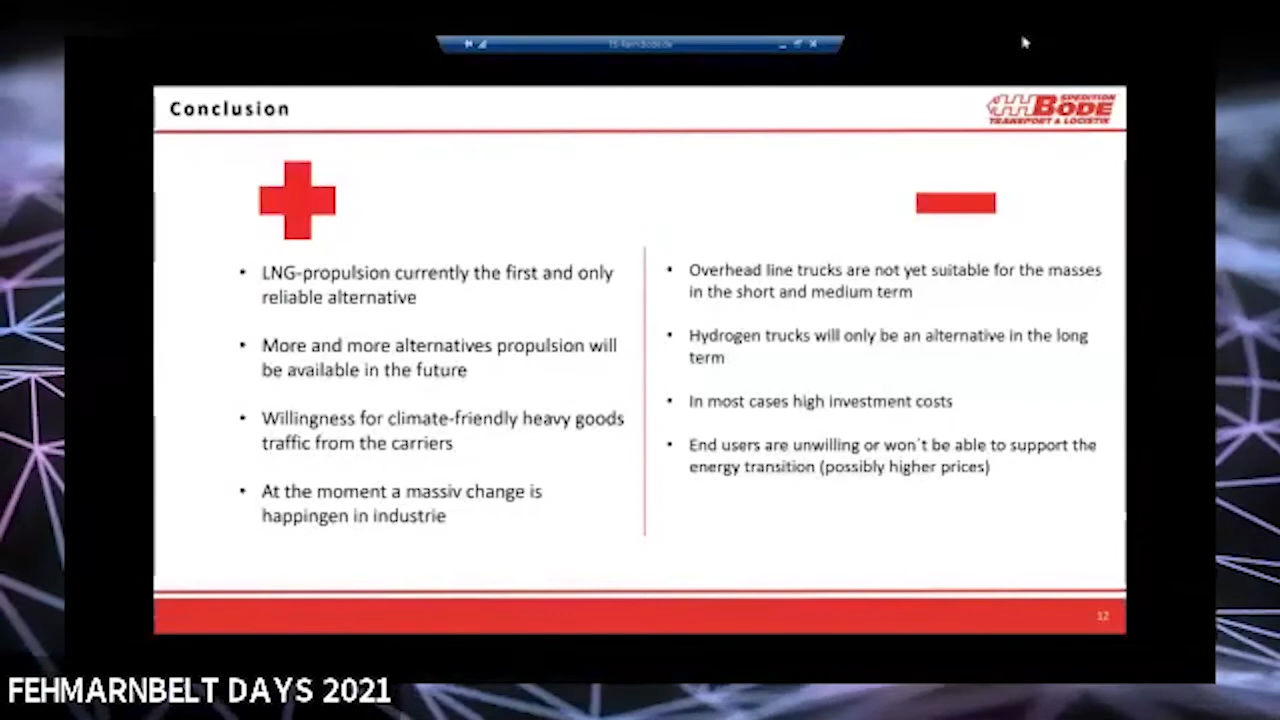 Conclusion
SPEDITION
BODE
TRANSPORT & LOGISTIK
• LNG-propulsion currently the first and only
reliable alternative
• More and more alternatives propulsion will
be available in the future
• Willingness for climate-friendly heavy goods
traffic from the carriers
• At the moment a massiv change is
happingen in industrie
• Overhead line trucks are not yet suitable for the masses
in the short and medium term
• Hydrogen trucks will only be an alternative in the long
term
• In most cases high investment costs
• End users are unwilling or won´t be able to support the
energy transition (possibly higher prices)
12
FEHMARNBELT DAYS 2021